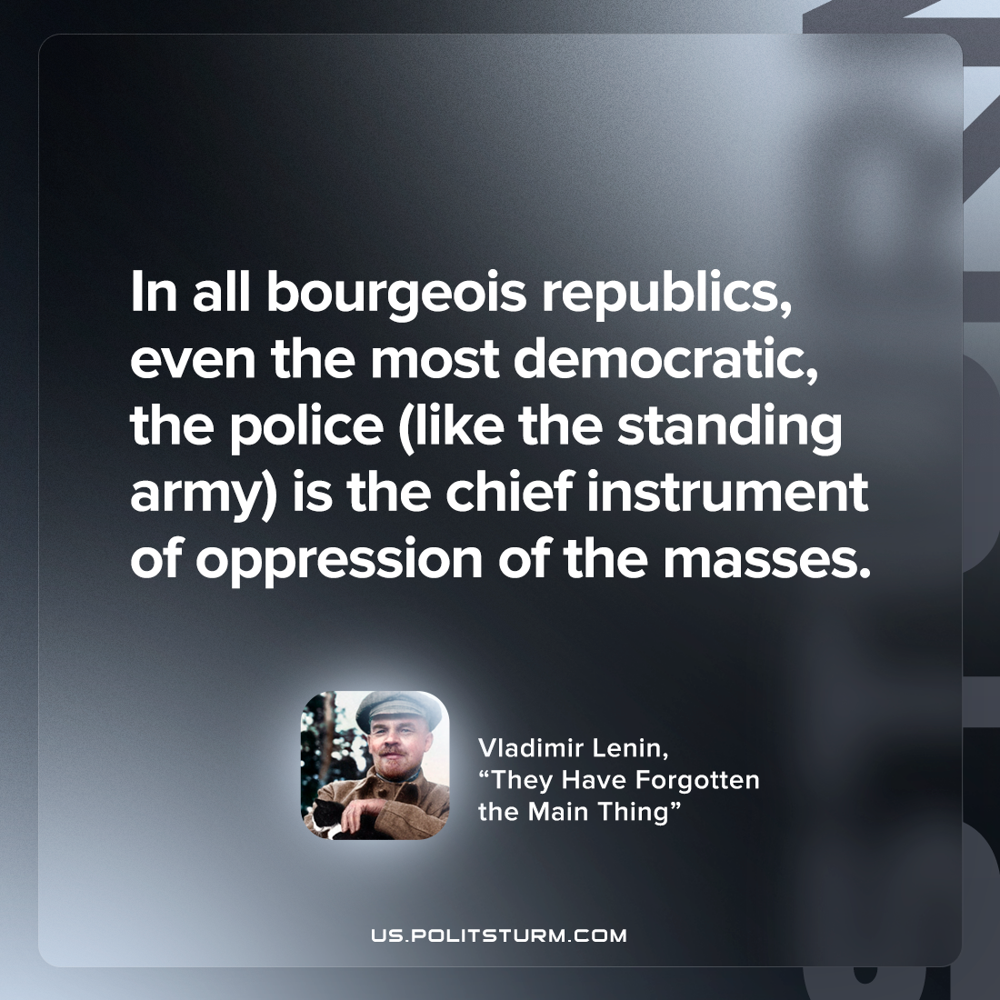 In all bourgeois republics,
even the most democratic,
the police (like the standing
army) is the chief instrument
of oppression of the masses.
Vladimir Lenin,
“They Have Forgotten
the Main Thing”
US.POLITSTURM.COM